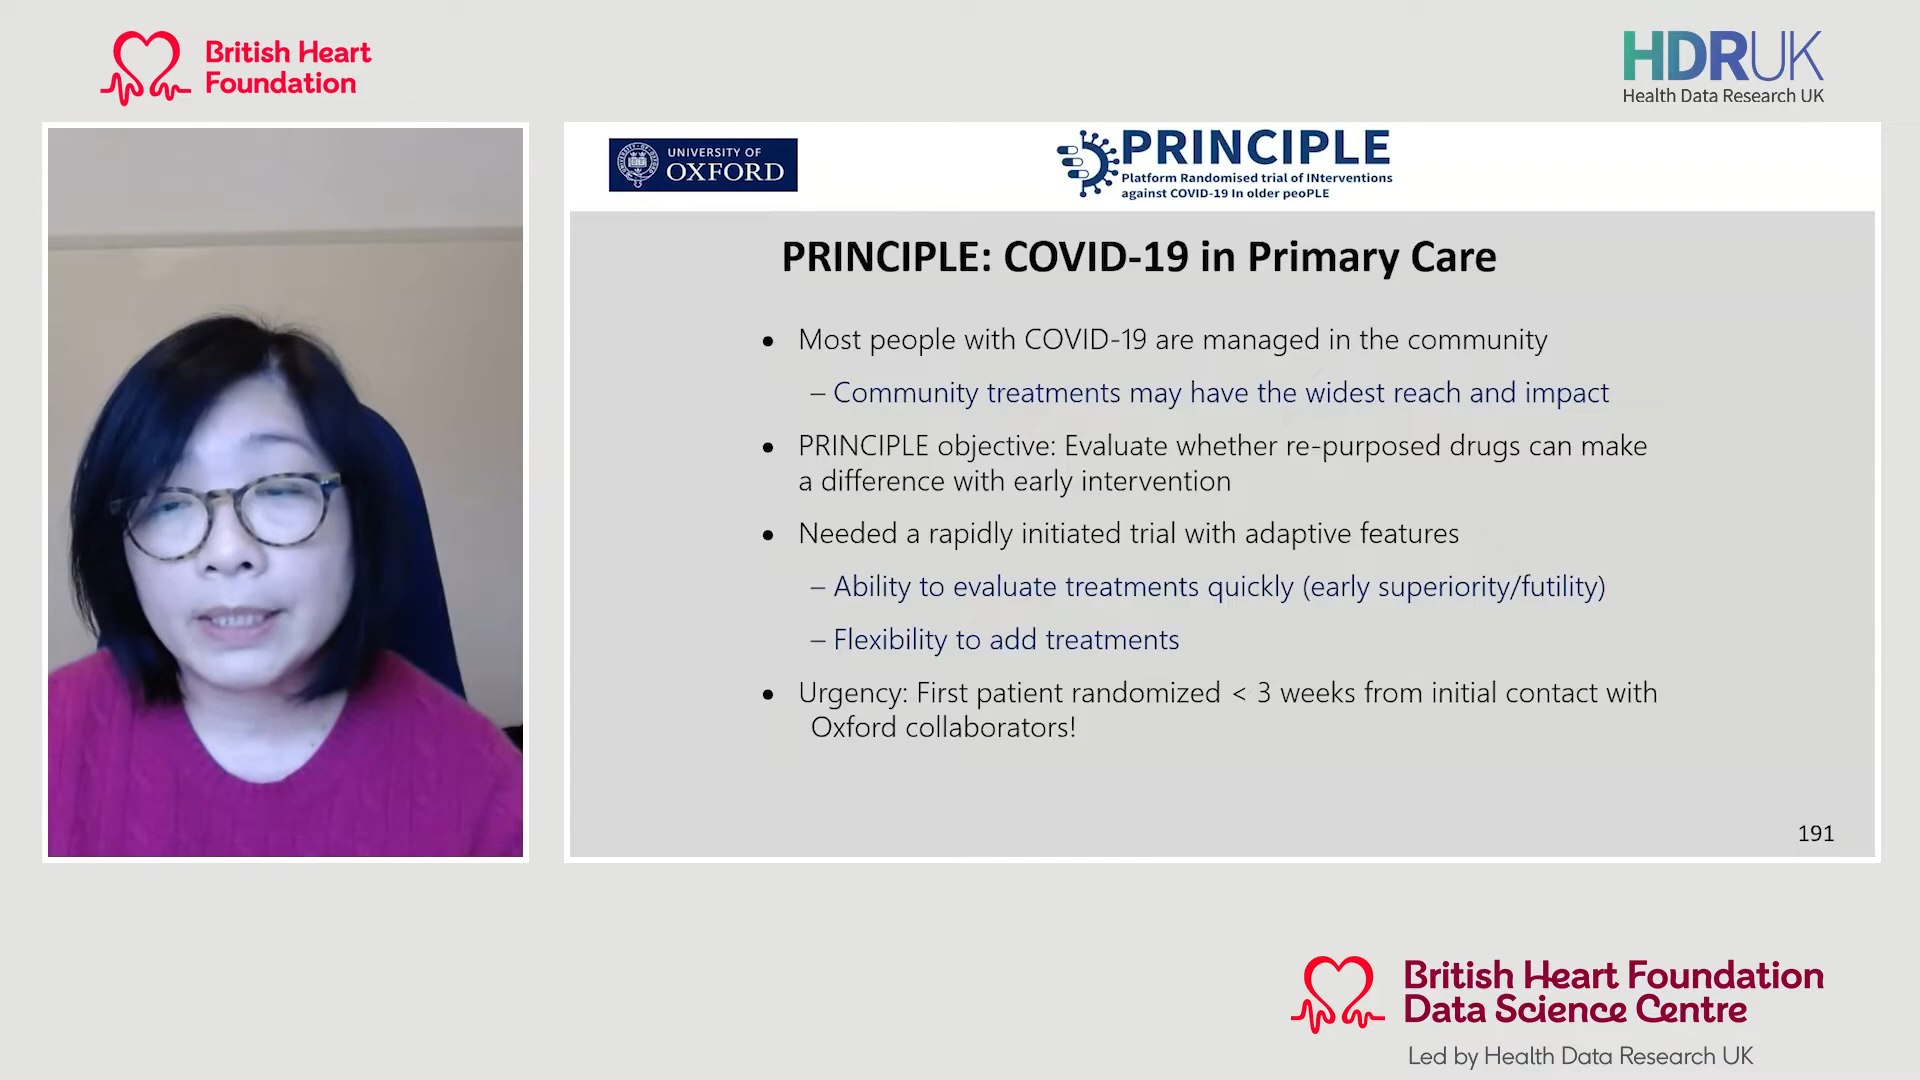 British Heart
Foundation
HDRUK
Health Data Research UK
UNIVERSITY OF
OXFORD
PRINCIPLE
Platform Randomised trial of INterventions
against COVID-19 In older peoPLE
PRINCIPLE: COVID-19 in Primary Care
• Most people with COVID-19 are managed in the community
– Community treatments may have the widest reach and impact
• PRINCIPLE objective: Evaluate whether re-purposed drugs can make
a difference with early intervention
• Needed a rapidly initiated trial with adaptive features
– Ability to evaluate treatments quickly (early superiority/futility)
– Flexibility to add treatments
• Urgency: First patient randomized < 3 weeks from initial contact with
Oxford collaborators!
191
British Heart Foundation
Data Science Centre
Led by Health Data Research UK